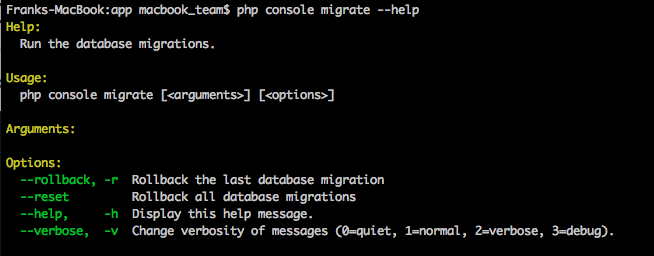 Franks-MacBook:app macbook_team$ php console migrate --help
Help:
Run the database migrations.
Usage:
php console migrate [<arguments>] [<options>]
Arguments:
Options:
--rollback, -r Rollback the last database migration
--reset Rollback all database migrations
--help, -h Display this help message.
--verbose, -v Change verbosity of messages (0=quiet, 1=normal, 2=verbose, 3=debug).